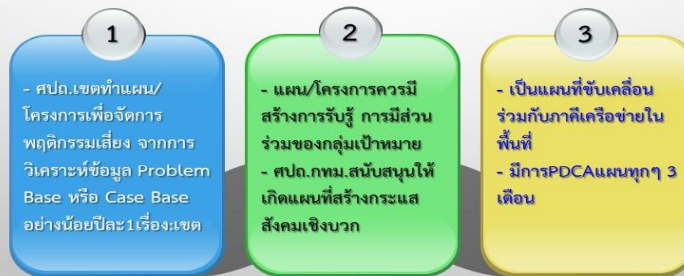 1
- ศปถ.เขตทำแผน/
โครงการเพื่อจัดการ
พฤติกรรมเสี่ยง จากการ
วิเคราะห์ข้อมูล Problem
Base หรือ Case Base
อย่างน้อยปีละ1เรื่อง:เขต
2
- แผน/โครงการควรมี
สร้างการรับรู้ การมีส่วน
ร่วมของกลุ่มเป้าหมาย
- ศปถ.กทม.สนับสนุนให้
เกิดแผนที่สร้างกระแส
สังคมเชิงบวก
3
- เป็นแผนที่ขับเคลื่อน
ร่วมกับภาคีเครือข่ายใน
พื้นที่
- มีการPDCAแผนทุกๆ 3
เดือน